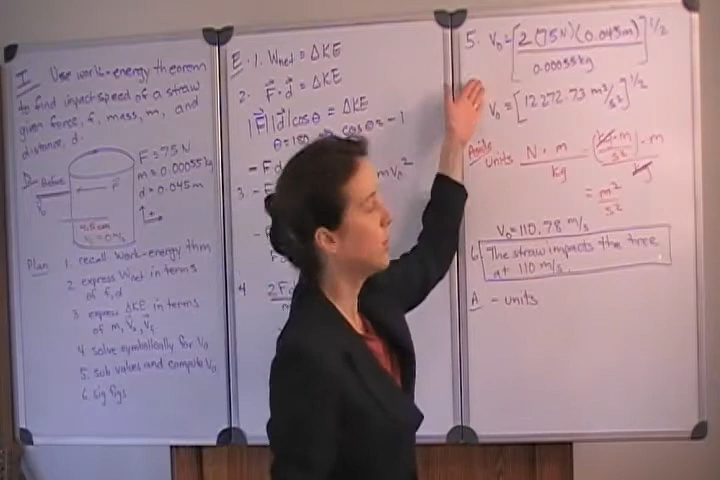 I. Use work-energy theorem
to find impact speed of a straw
given force, f, mass, m, and
distance, d.
D
Before
F = 75 N
m = 0.00055 kg
d = 0.045 m
4.5 cm
Plan 1. recall work-energy thm
2 express Wnet in terms
of f, d
3 express ΔKE in terms
4 solve symbolically for V₀
5. sub values and compute V₀
6 sig figs
E. 1. Wnet = ΔKE
2. F⃗ · d⃗ = ΔKE
|F⃗||d⃗|cosθ = ΔKE
cosθ = -1
- Fd
3. - F
mv₀²
4 2Fd
5. V₀ = [2(75N)(0.045m) / 0.00055kg]^1/2
V₀ = [12272.73 m²/s²]^1/2
Aside
units N · m / kg = (kg·m/s²) · m / kg
= m²/s²
V₀ = 110.78 m/s
6. The straw impacts the tree
at 110 m/s.
A - units